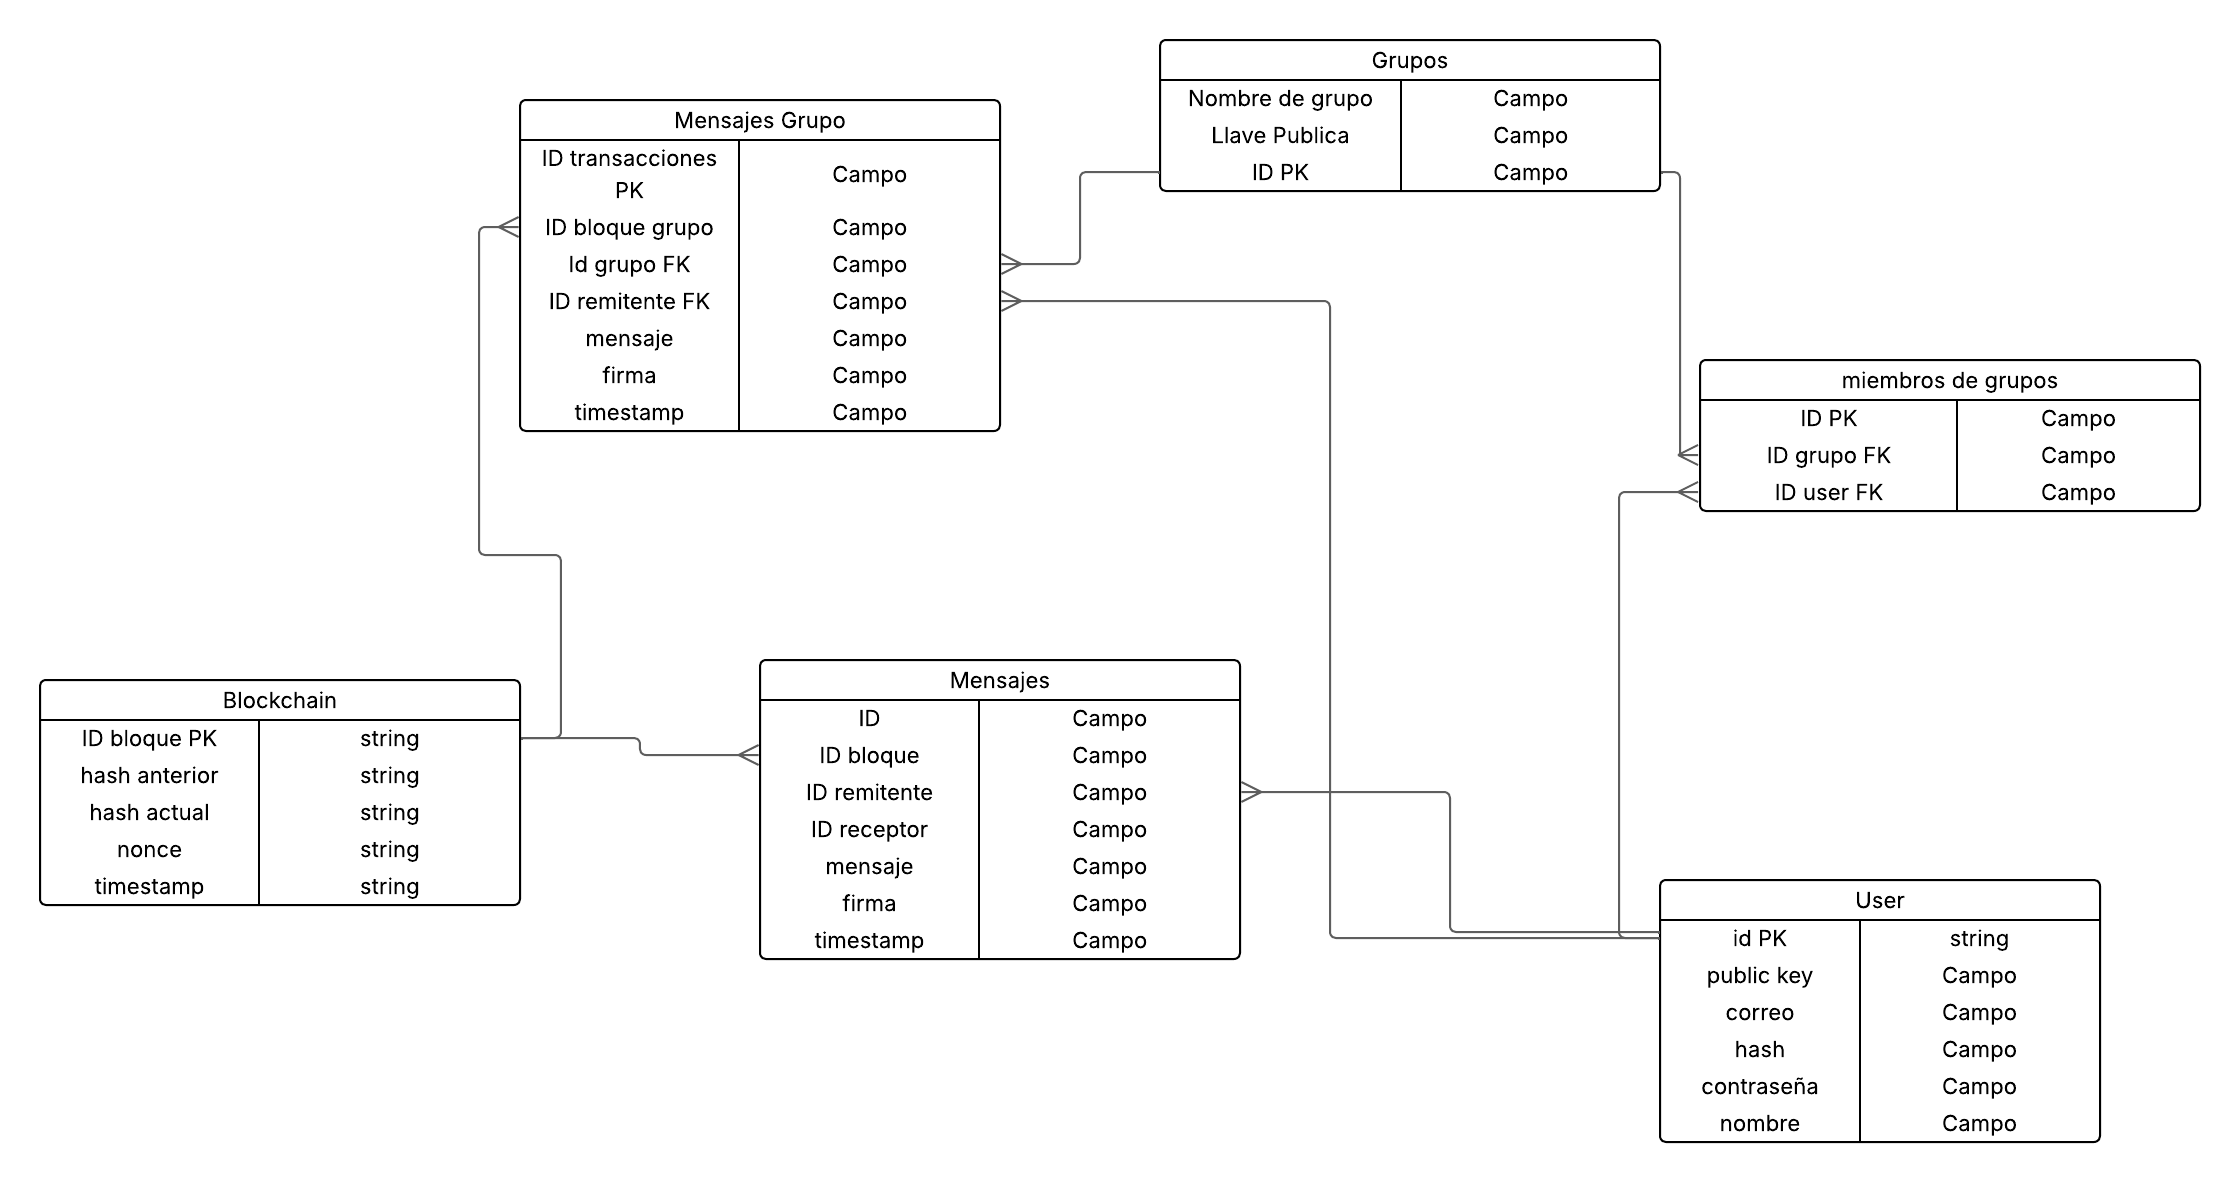 Grupos
Nombre de grupo Campo
Llave Publica Campo
ID PK Campo
Mensajes Grupo
ID transacciones
PK Campo
ID bloque grupo Campo
Id grupo FK Campo
ID remitente FK Campo
mensaje Campo
firma Campo
timestamp Campo
miembros de grupos
ID PK Campo
ID grupo FK Campo
ID user FK Campo
Blockchain
ID bloque PK string
hash anterior string
hash actual string
nonce string
timestamp string
Mensajes
ID Campo
ID bloque Campo
ID remitente Campo
ID receptor Campo
mensaje Campo
firma Campo
timestamp Campo
User
id PK string
public key Campo
correo Campo
hash Campo
contraseña Campo
nombre Campo